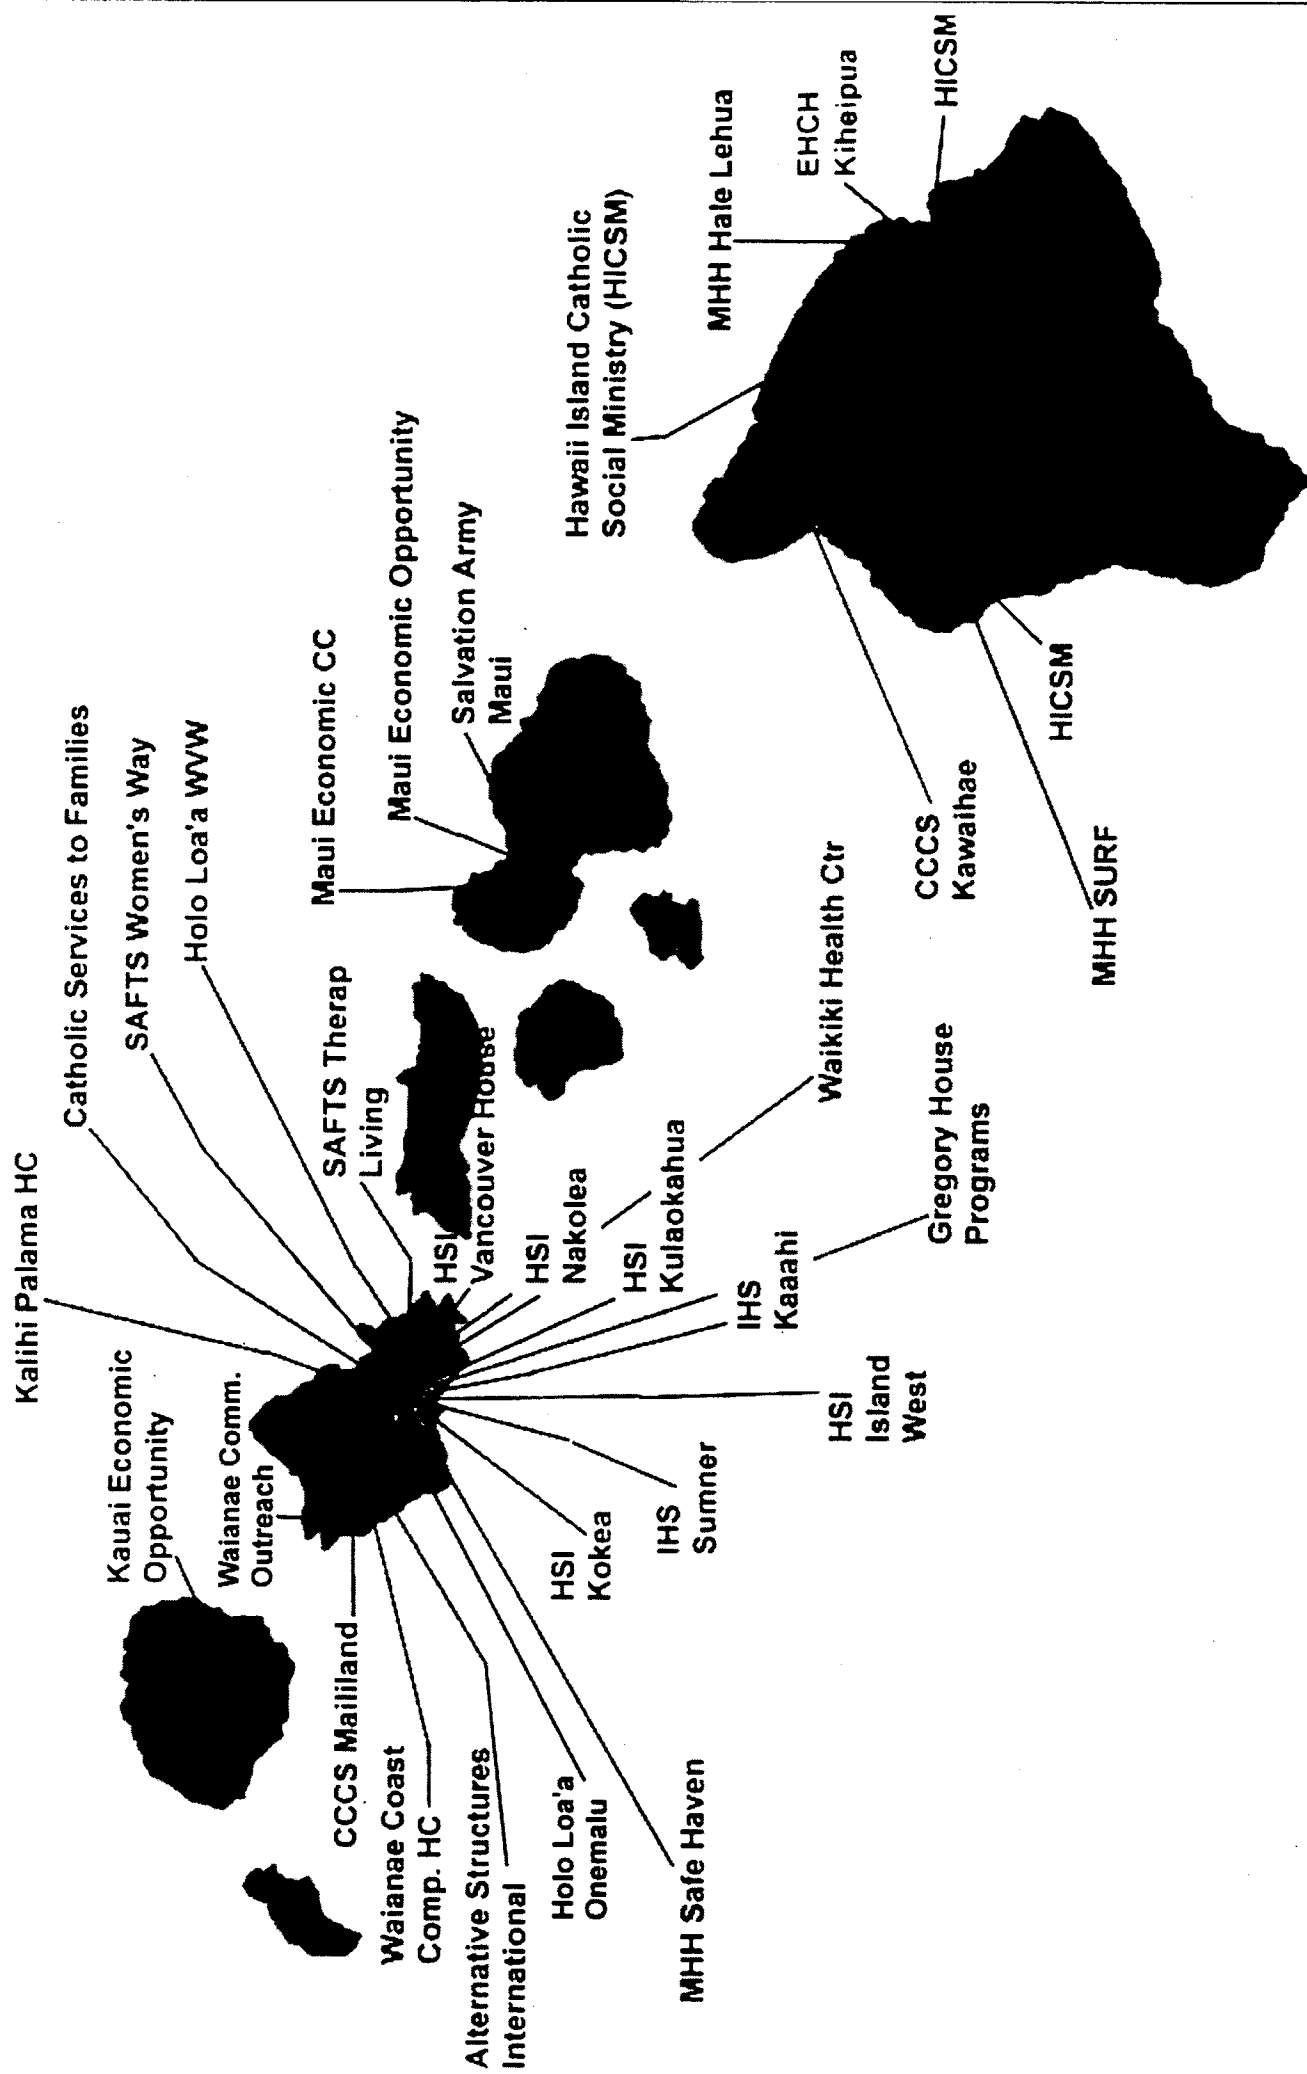 Kalihi Palama HC
Catholic Services to Families
SAFTS Women's Way
Holo Loa'a WVW
Kauai Economic
Opportunity
Waianae Comm.
Outreach
SAFTS Therap
Living
Maui Economic CC
Maui Economic Opportunity
Salvation Army
Maui
Hawaii Island Catholic
Social Ministry (HICSM)
MHH Hale Lehua
EHCH
Kiheipua
HICSM
CCCS Maililand
Waianae Coast
Comp. HC
Alternative Structures
International
Holo Loa'a
Onemalu
MHH Safe Haven
HSI
Kokea
IHS
Sumner
HSI
Island
West
IHS
Kaaahi
HSI
Kulaokahua
HSI
Nakolea
HSI
Vancouver House
Waikiki Health Ctr
Gregory House
Programs
CCCS
Kawaihae
MHH SURF
HICSM